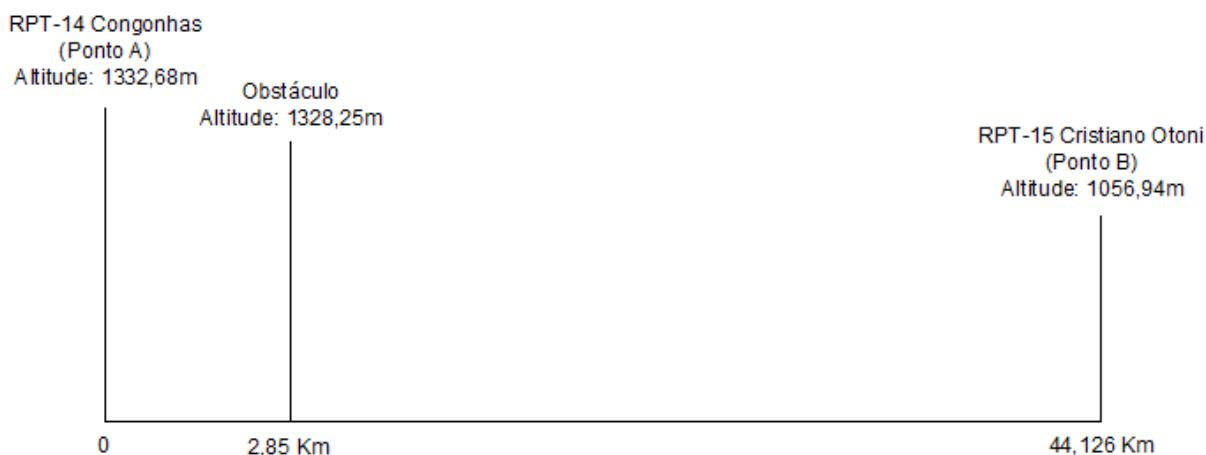 RPT-14 Congonhas
(Ponto A)
Altitude: 1332,68m
Obstáculo
Altitude: 1328,25m
RPT-15 Cristiano Otoni
(Ponto B)
Altitude: 1056,94m
0
2.85 Km
44,126 Km